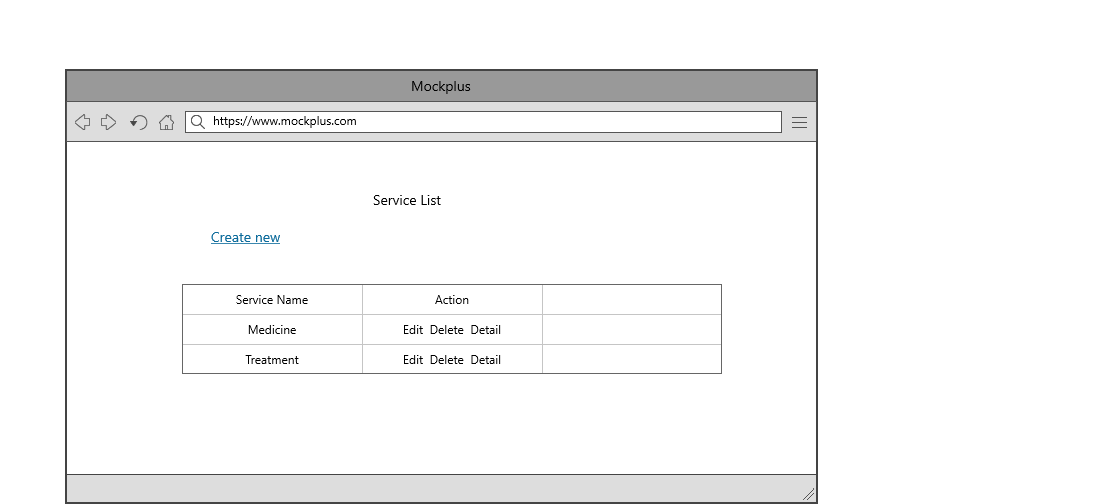 Mockplus
https://www.mockplus.com
Service List
Create new
Service Name Action
Medicine Edit Delete Detail
Treatment Edit Delete Detail